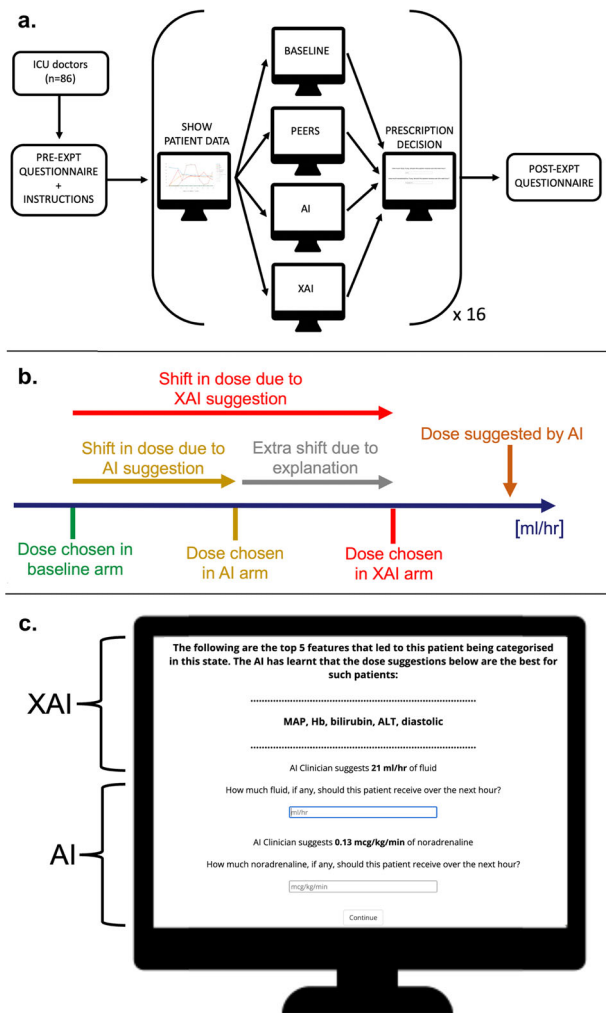 a.
ICU doctors
(n=86)
PRE-EXPT
QUESTIONNAIRE
+
INSTRUCTIONS
SHOW
PATIENT DATA
BASELINE
PEERS
AI
XAI
PRESCRIPTION
DECISION
x 16
POST-EXPT
QUESTIONNAIRE
b.
Shift in dose due to
XAI suggestion
Shift in dose due to
AI suggestion
Extra shift due to
explanation
Dose suggested by AI
[ml/hr]
Dose chosen in
baseline arm
Dose chosen
in AI arm
Dose chosen
in XAI arm
c.
XAI
AI
The following are the top 5 features that led to this patient being categorised
in this state. The AI has learnt that the dose suggestions below are the best for
such patients:
MAP, Hb, bilirubin, ALT, diastolic
AI Clinician suggests 21 ml/hr of fluid
How much fluid, if any, should this patient receive over the next hour?
ml/hr
AI Clinician suggests 0.13 mcg/kg/min of noradrenaline
How much noradrenaline, if any, should this patient receive over the next hour?
mcg/kg/min
Continue